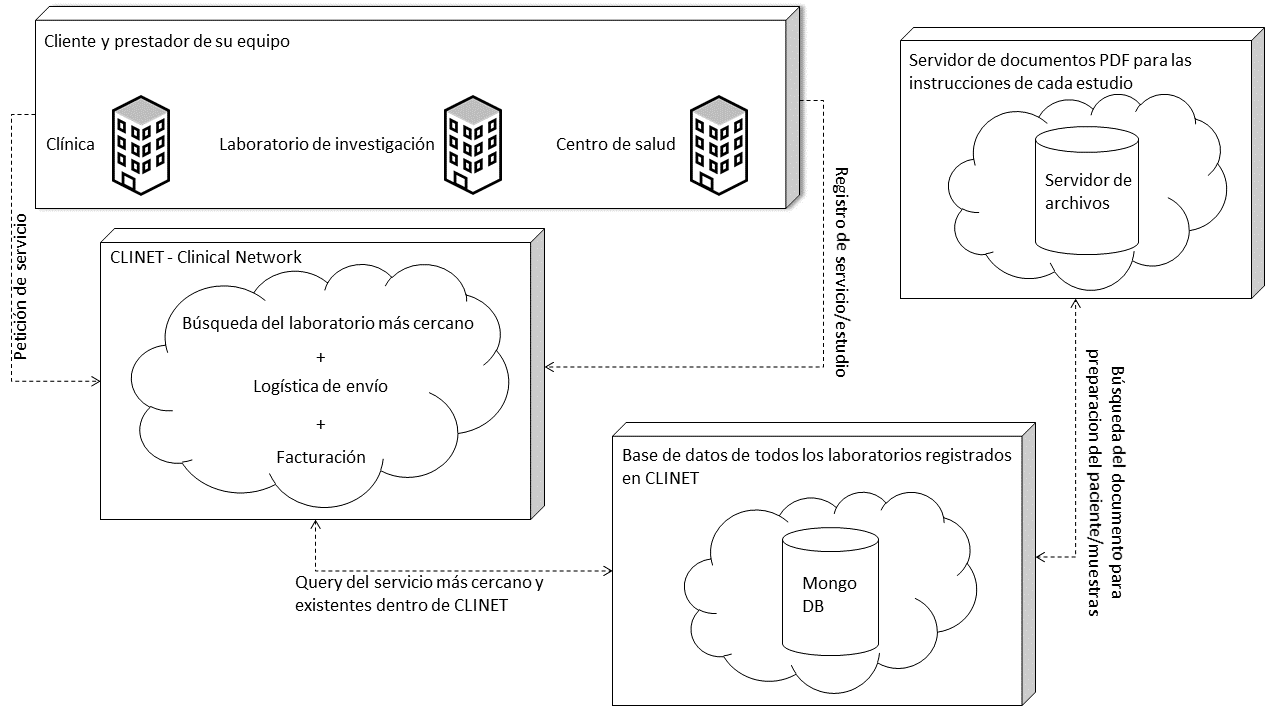 Cliente y prestador de su equipo
Clínica
Laboratorio de investigación
Centro de salud
Petición de servicio
Registro de servicio/estudio
CLINET - Clinical Network
Búsqueda del laboratorio más cercano
+
Logística de envío
+
Facturación
Query del servicio más cercano y
existentes dentro de CLINET
Base de datos de todos los laboratorios registrados
en CLINET
Mongo
DB
Servidor de documentos PDF para las
instrucciones de cada estudio
Servidor de
archivos
Búsqueda del documento para
preparacion del paciente/muestras